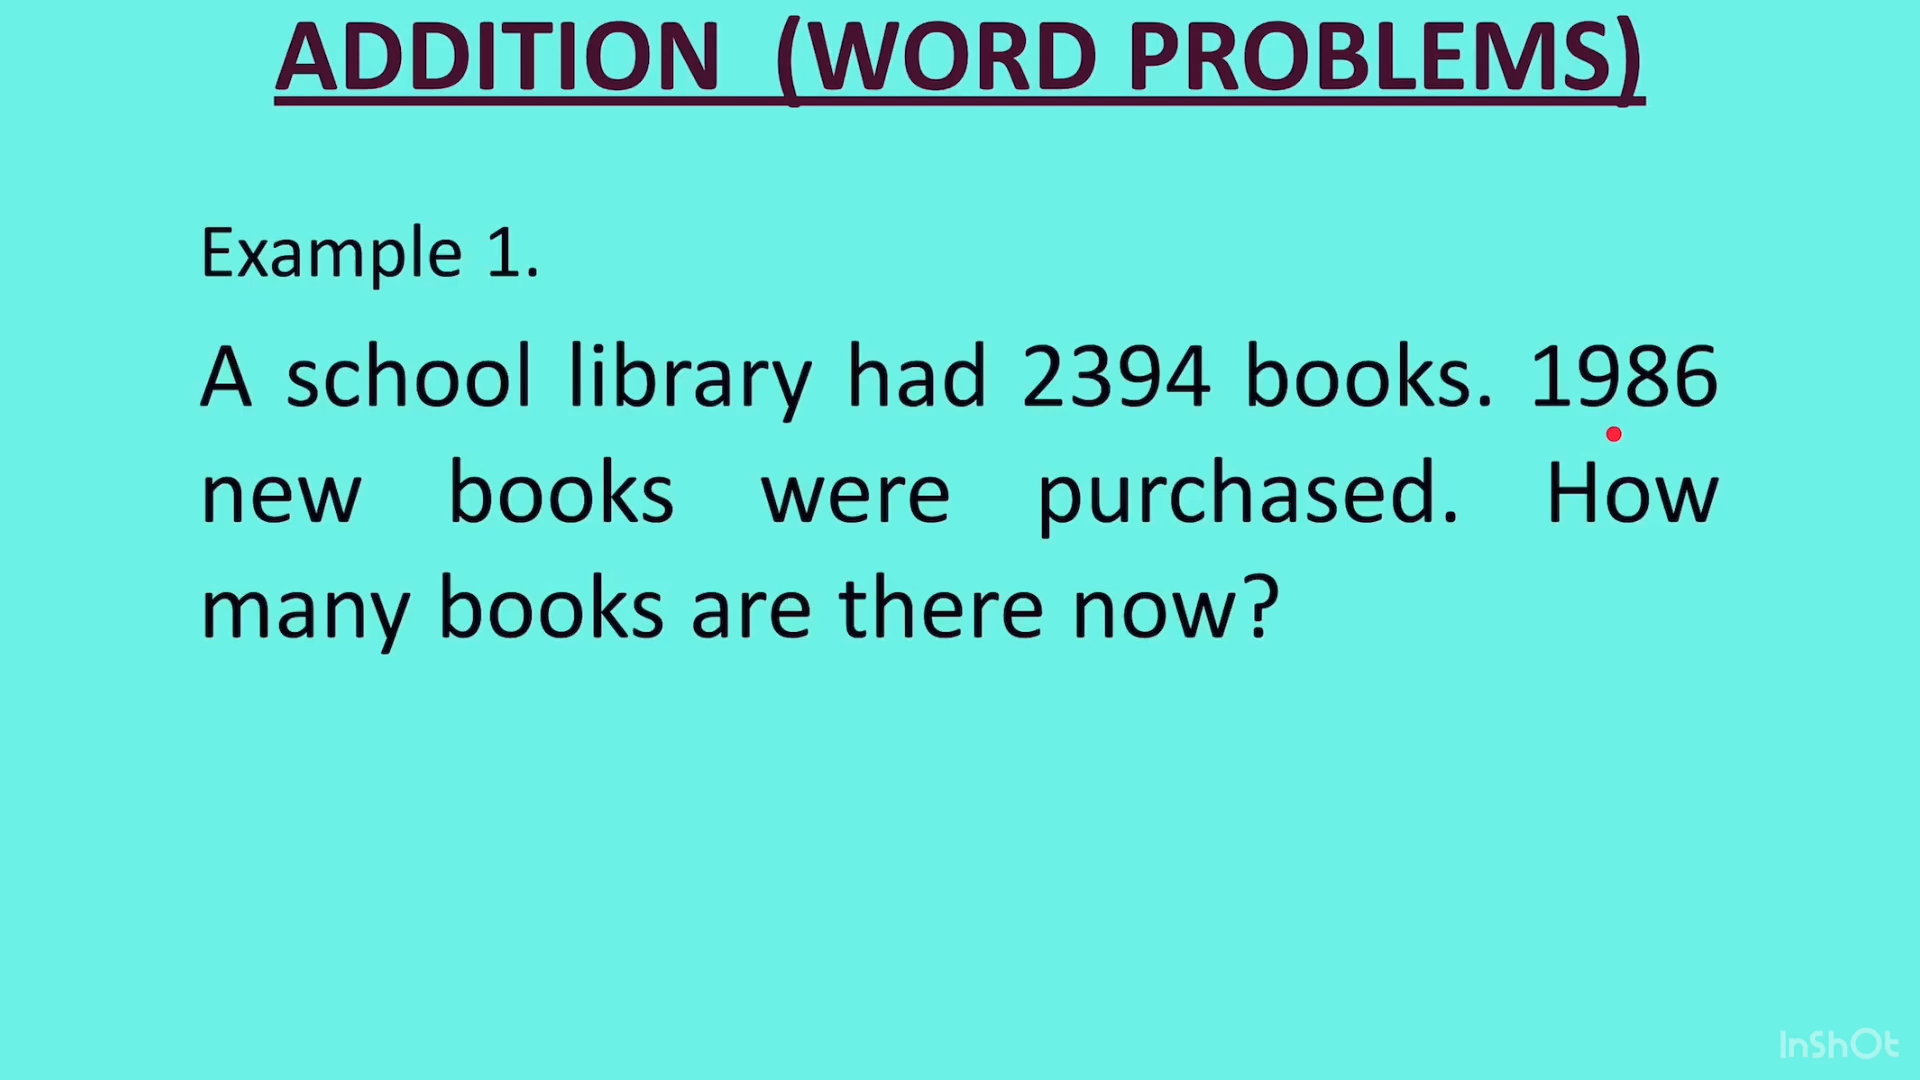 ADDITION (WORD PROBLEMS)
Example 1.
A school library had 2394 books. 1986
new books were purchased. How
many books are there now?
InShOt